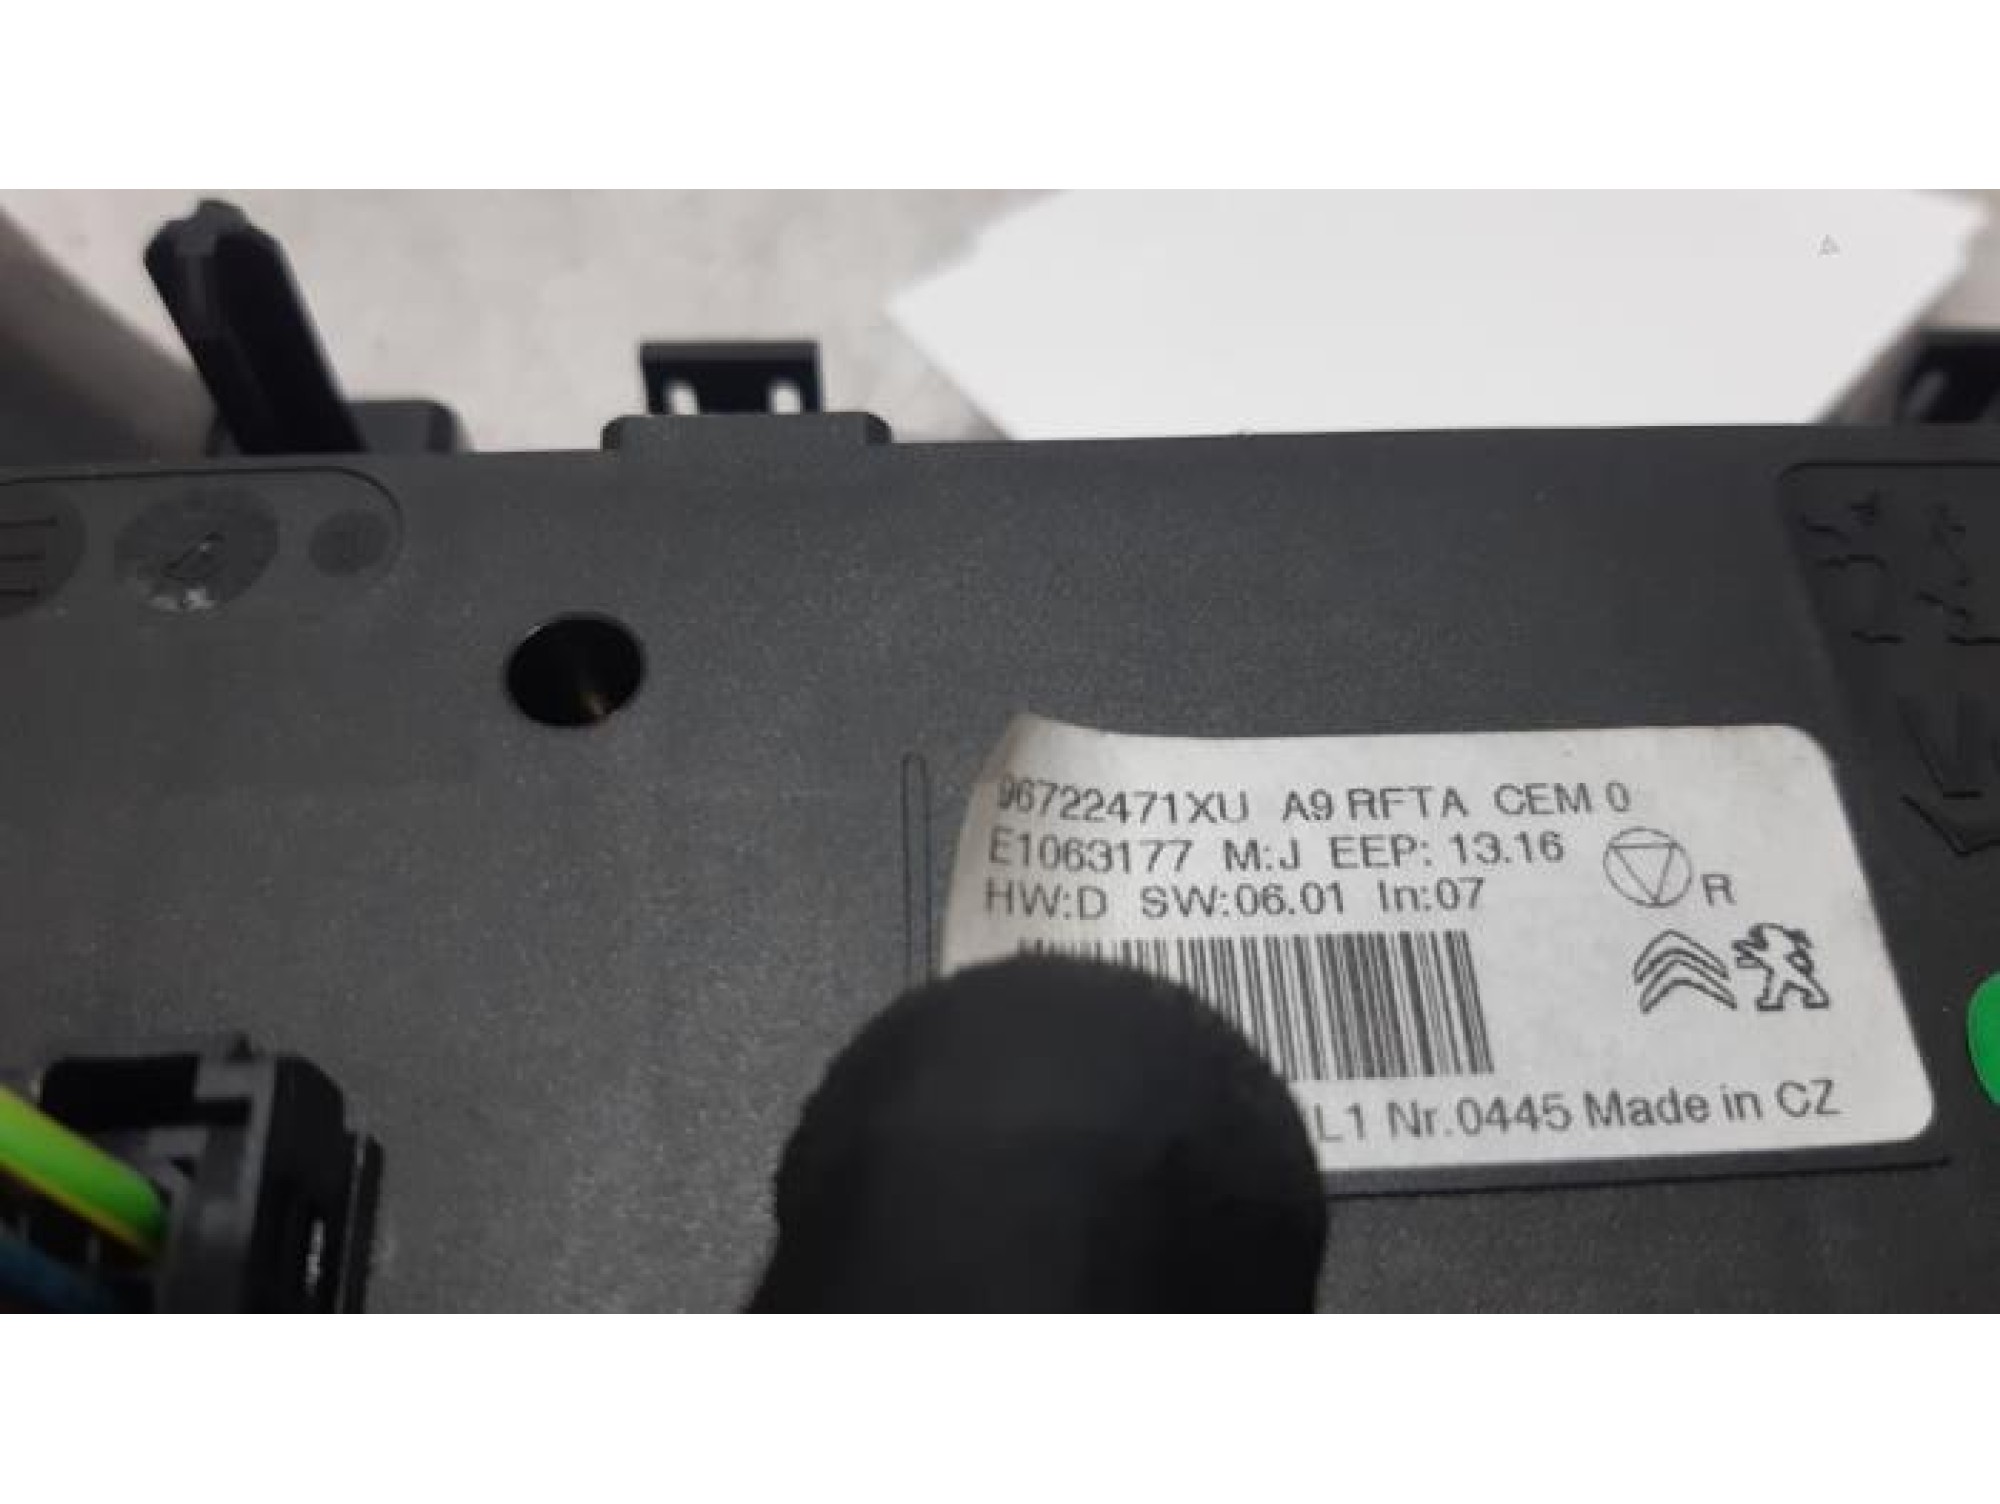 96722471XU A9 RFTA CEM 0
E1063177 M:J EEP: 13.16
HW:D SW:06.01 In:07
R
L1 Nr.0445 Made in CZ